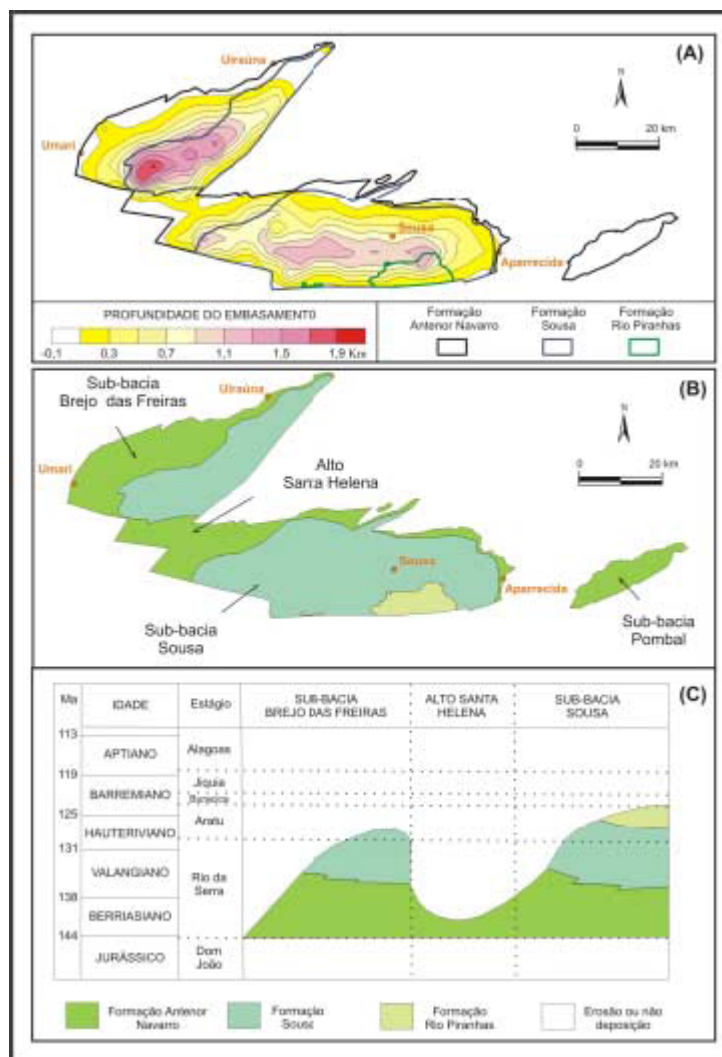 (A)
Uiraúna
N
0 20 km
Umari
Sousa
Aparrecida
PROFUNDIDADE DO EMBASAMENTO
-0,1 0,3 0,7 1,1 1,5 1,9 Km
Formação
Antenor Navarro
Formação
Sousa
Formação
Rio Piranhas
(B)
Sub-bacia
Brejo das Freiras
Uiraúna
N
0 20 km
Umari
Alto
Santa Helena
Sousa
Aparrecida
Sub-bacia
Sousa
Sub-bacia
Pombal
(C)
Ma IDADE Estágio SUB-BACIA
BREJO DAS FREIRAS ALTO SANTA
HELENA SUB-BACIA
SOUSA
113
APTIANO Alagoas
119
BARREMIANO Jiquia
125
Aratu
HAUTERIVIANO
131
VALANGIANO Rio da
Serra
138
BERRIASIANO
144
JURÁSSICO Dom
João
Formação Antenor
Navarro
Formação
Sousa
Formação
Rio Piranhas
Erosão ou não
deposição